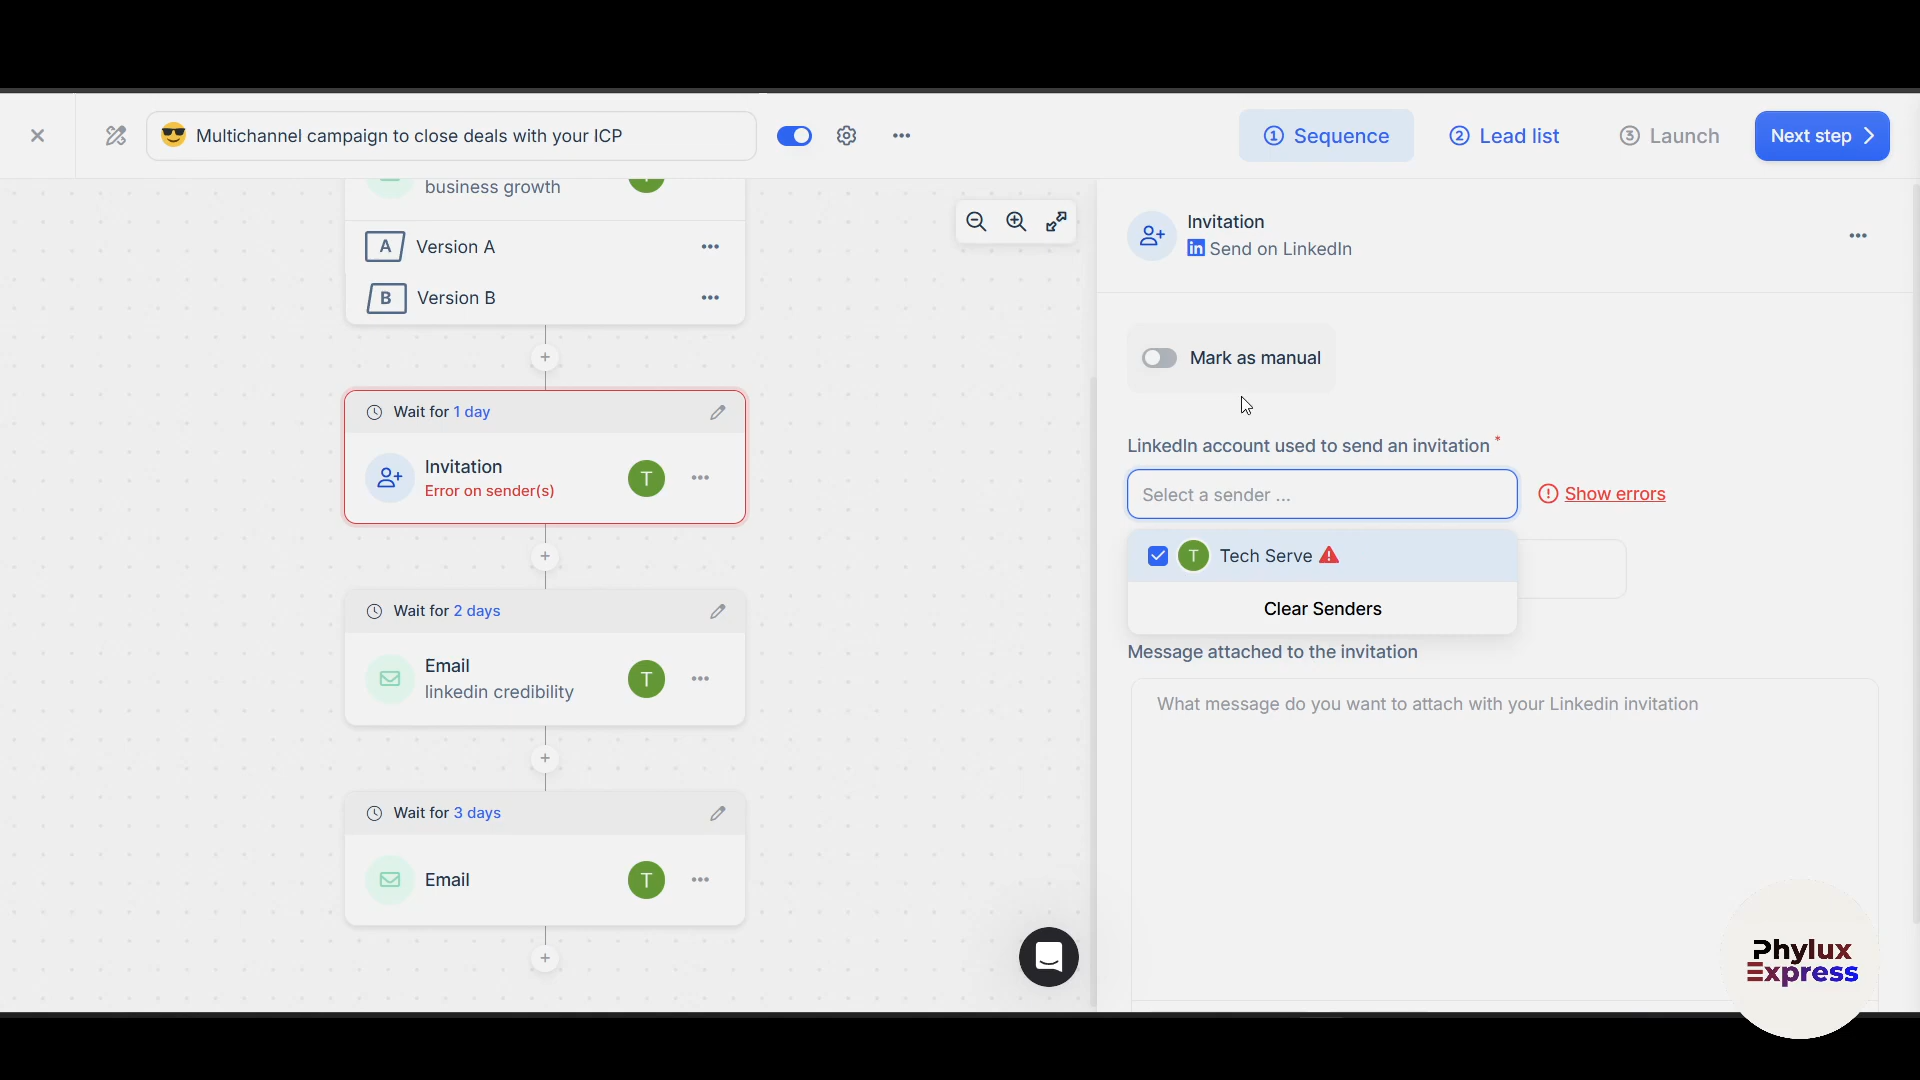 Multichannel campaign to close deals with your ICP
1 Sequence
2 Lead list
3 Launch
Next step
business growth
A Version A
B Version B
Wait for 1 day
Invitation
Error on sender(s)
T
Wait for 2 days
Email
linkedin credibility
T
Wait for 3 days
Email
T
Invitation
in Send on LinkedIn
Mark as manual
LinkedIn account used to send an invitation *
Select a sender ...
Show errors
T Tech Serve
Clear Senders
Message attached to the invitation
What message do you want to attach with your Linkedin invitation
Phylux
Express